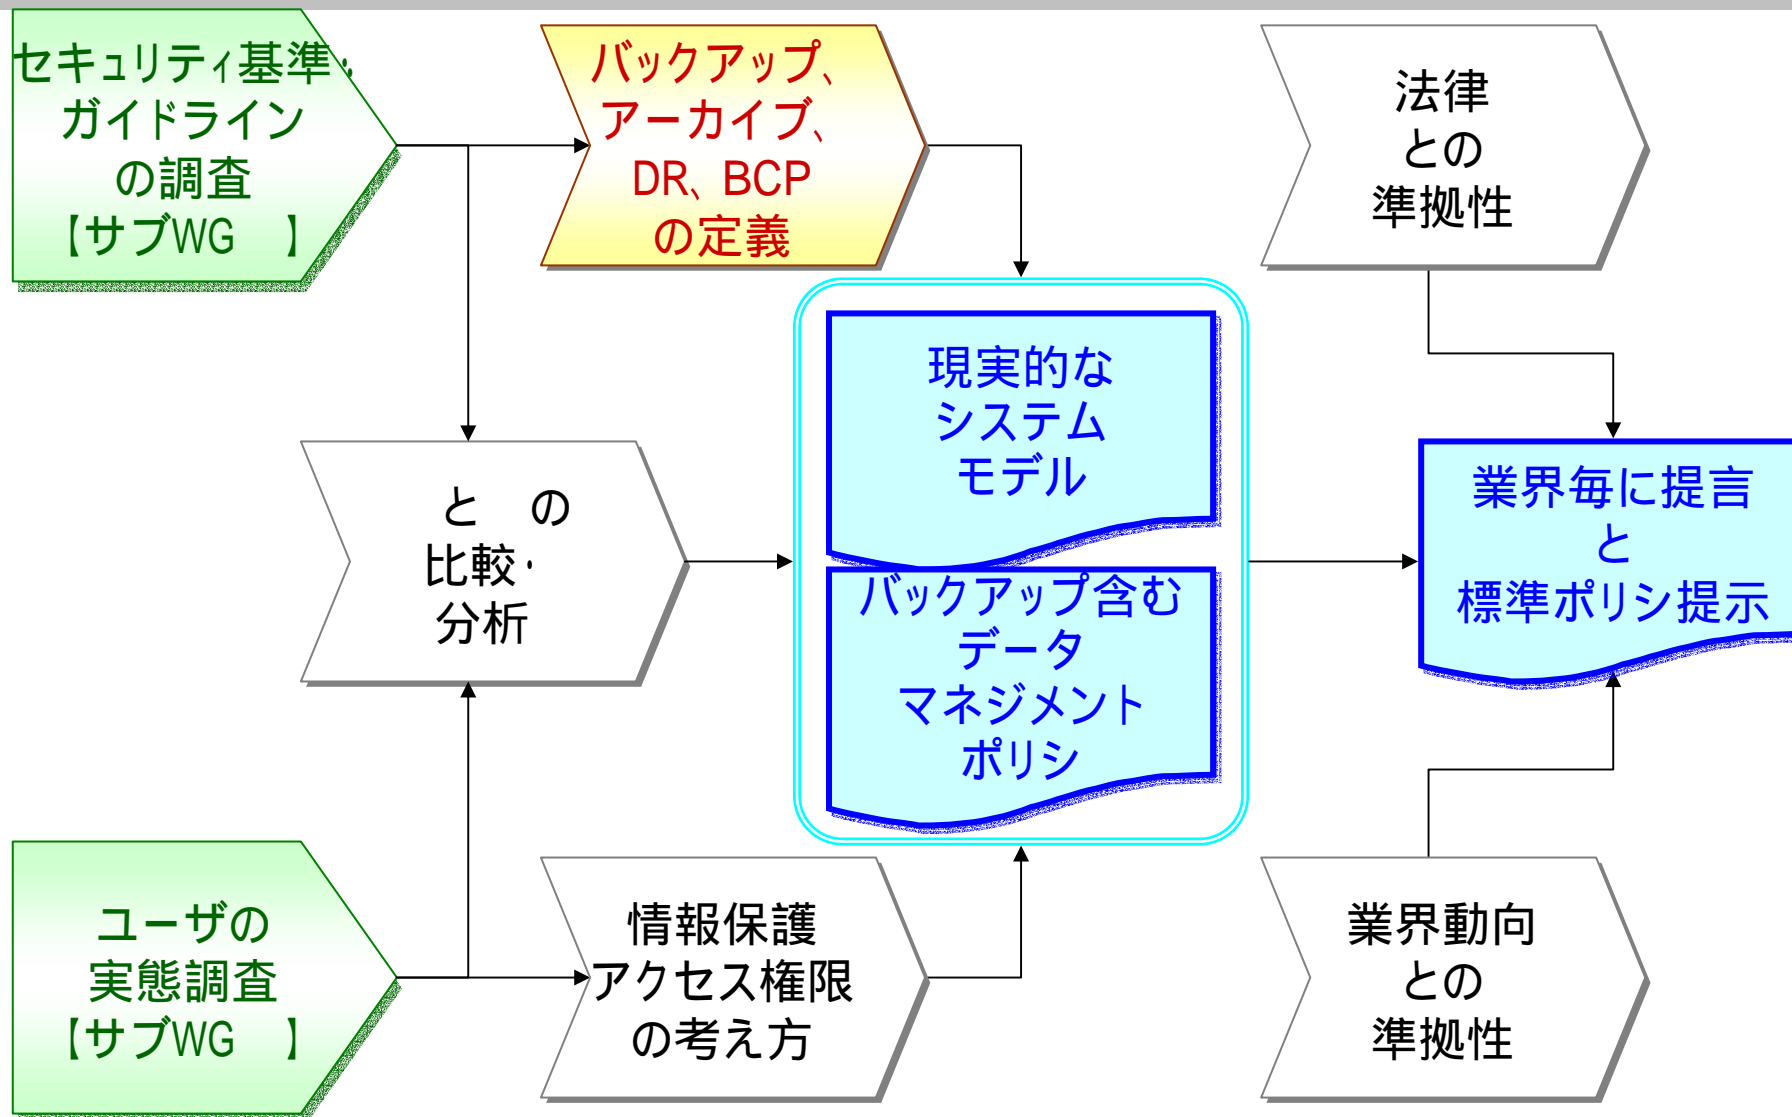 セキュリティ基準・
ガイドライン
の調査
【サブWG　】
バックアップ、
アーカイブ、
DR、BCP
の定義
法律
との
準拠性
現実的な
システム
モデル
と　の
比較・
分析
バックアップ含む
データ
マネジメント
ポリシ
業界毎に提言
と
標準ポリシ提示
ユーザの
実態調査
【サブWG　】
情報保護
アクセス権限
の考え方
業界動向
との
準拠性